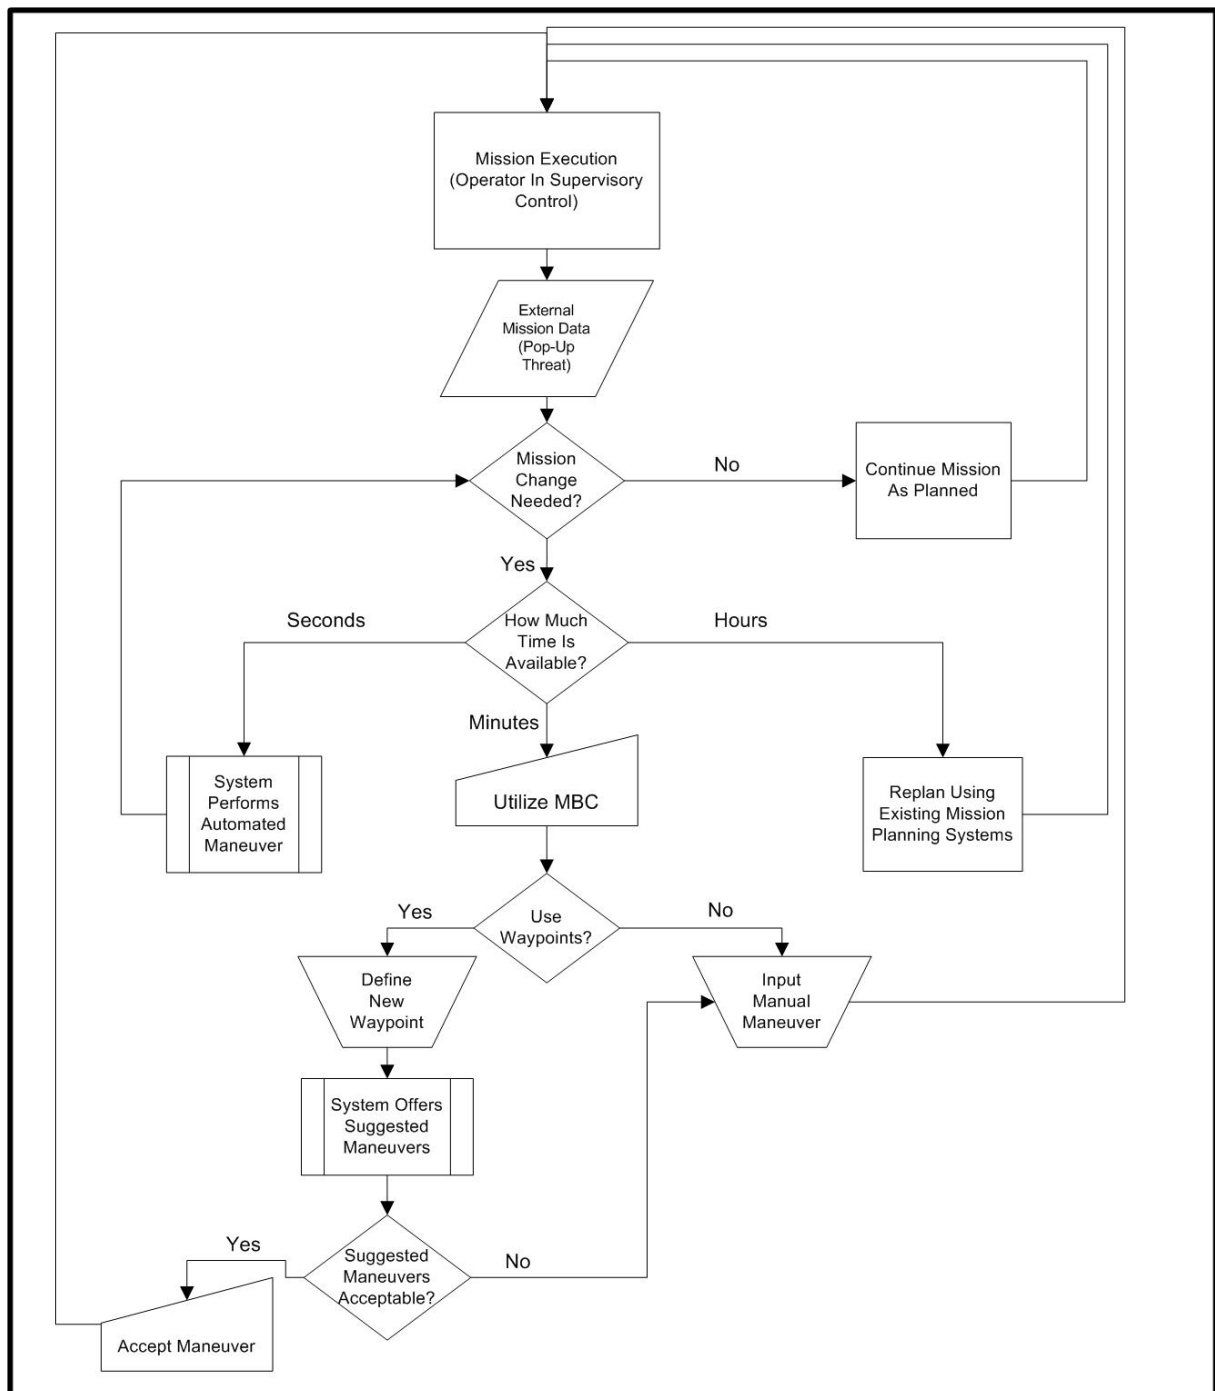 Mission Execution
(Operator In Supervisory
Control)
External
Mission Data
(Pop-Up
Threat)
Mission
Change
Needed?
No
Continue Mission
As Planned
Yes
How Much
Time Is
Available?
Seconds
Hours
Minutes
System
Performs
Automated
Maneuver
Utilize MBC
Replan Using
Existing Mission
Planning Systems
Use
Waypoints?
Yes
No
Define
New
Waypoint
Input
Manual
Maneuver
System Offers
Suggested
Maneuvers
Suggested
Maneuvers
Acceptable?
Yes
No
Accept Maneuver